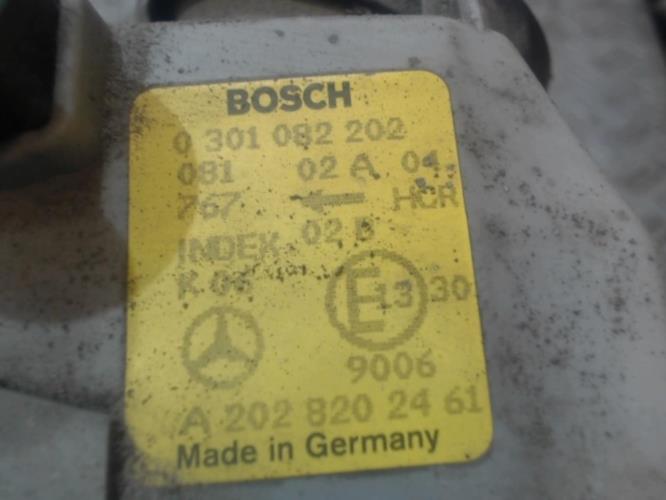 BOSCH
0 301 082 202
081 02 A 04
767 ← HCR
INDEK 02 B
K 06
E 13 30
9006
A 202 820 24 61
Made in Germany